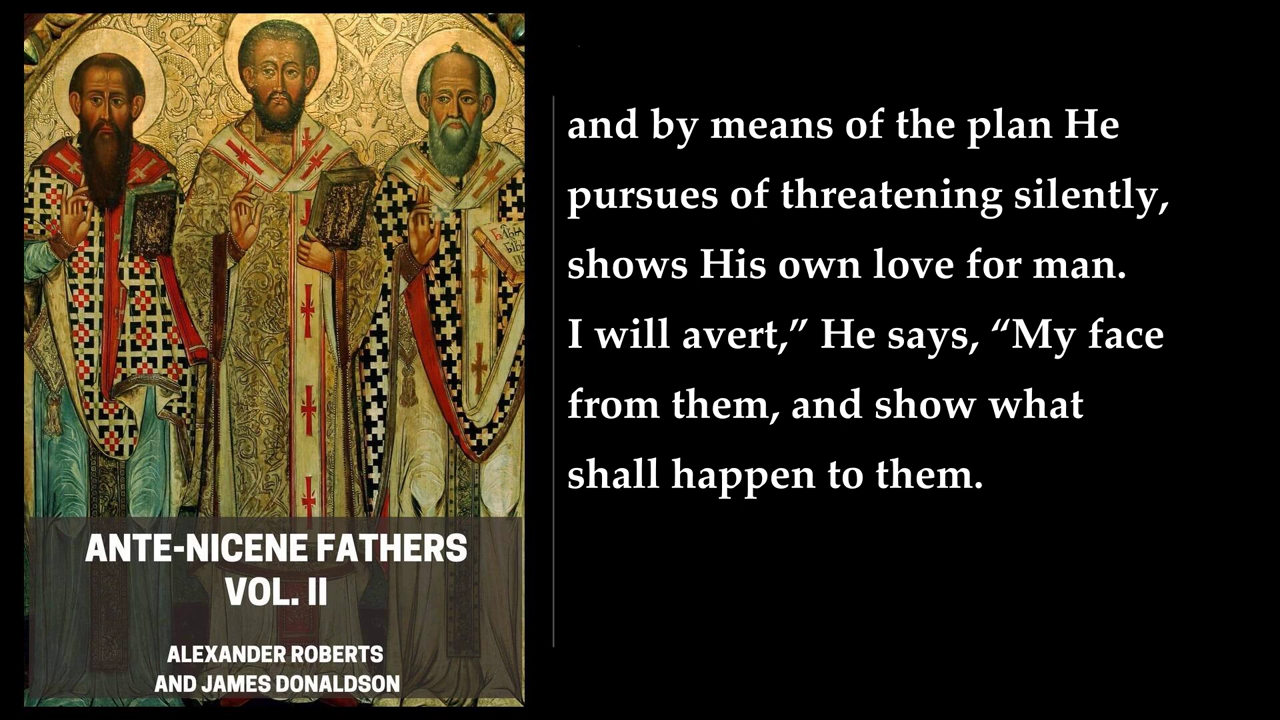 and by means of the plan He
pursues of threatening silently,
shows His own love for man.
I will avert,” He says, “My face
from them, and show what
shall happen to them.
ANTE-NICENE FATHERS
VOL. II
ALEXANDER ROBERTS
AND JAMES DONALDSON